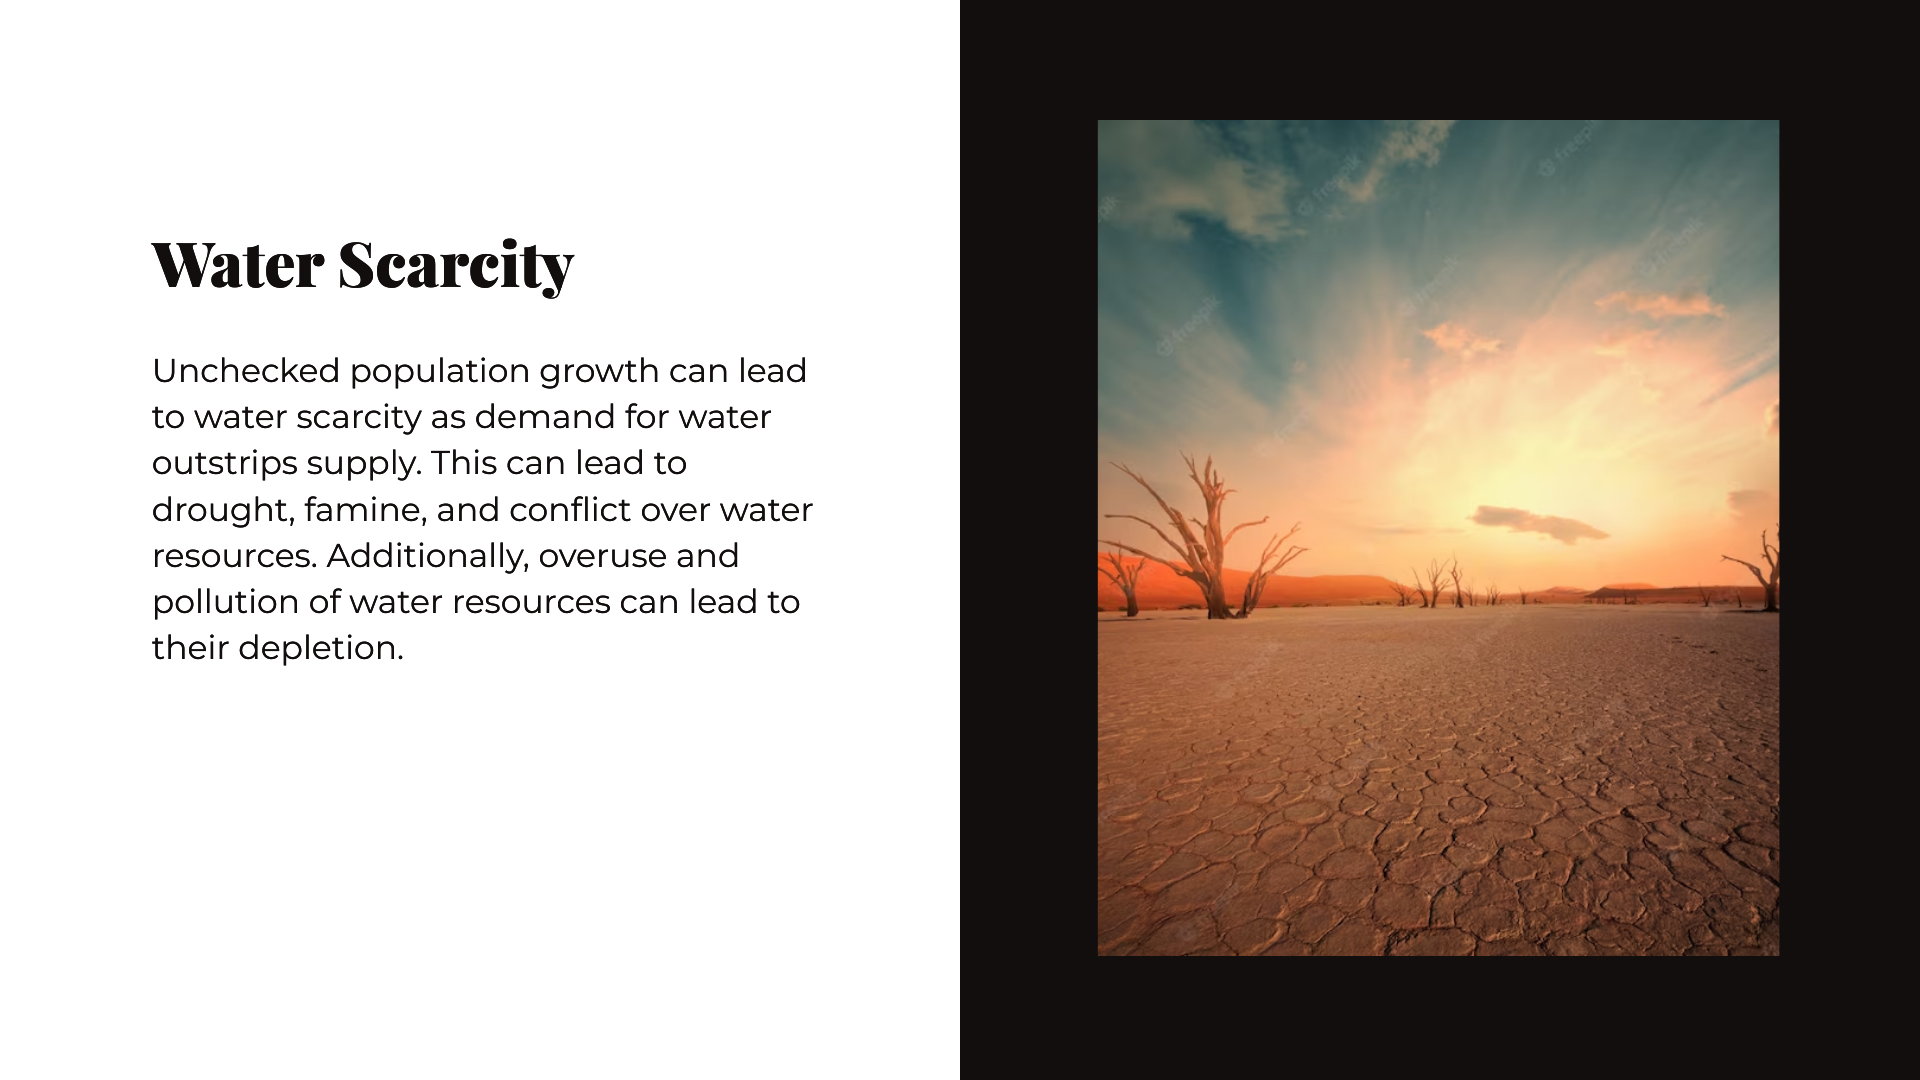 Water Scarcity
Unchecked population growth can lead
to water scarcity as demand for water
outstrips supply. This can lead to
drought, famine, and conflict over water
resources. Additionally, overuse and
pollution of water resources can lead to
their depletion.
freepik
freepik
freepik
freepik
freepik